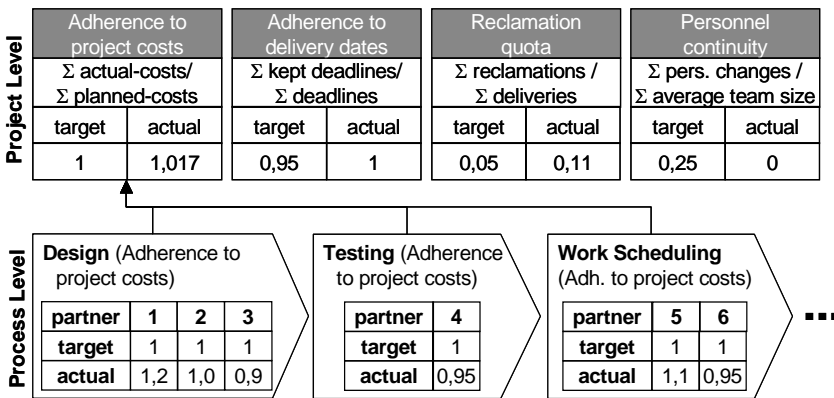 Project Level
Adherence to project costs
Σ actual-costs/
Σ planned-costs
target actual
1 1,017
Adherence to delivery dates
Σ kept deadlines/
Σ deadlines
target actual
0,95 1
Reclamation quota
Σ reclamations /
Σ deliveries
target actual
0,05 0,11
Personnel continuity
Σ pers. changes /
Σ average team size
target actual
0,25 0
Process Level
Design (Adherence to
project costs)
partner 1 2 3
target 1 1 1
actual 1,2 1,0 0,9
Testing (Adherence
to project costs)
partner 4
target 1
actual 0,95
Work Scheduling
(Adh. to project costs)
partner 5 6
target 1 1
actual 1,1 0,95